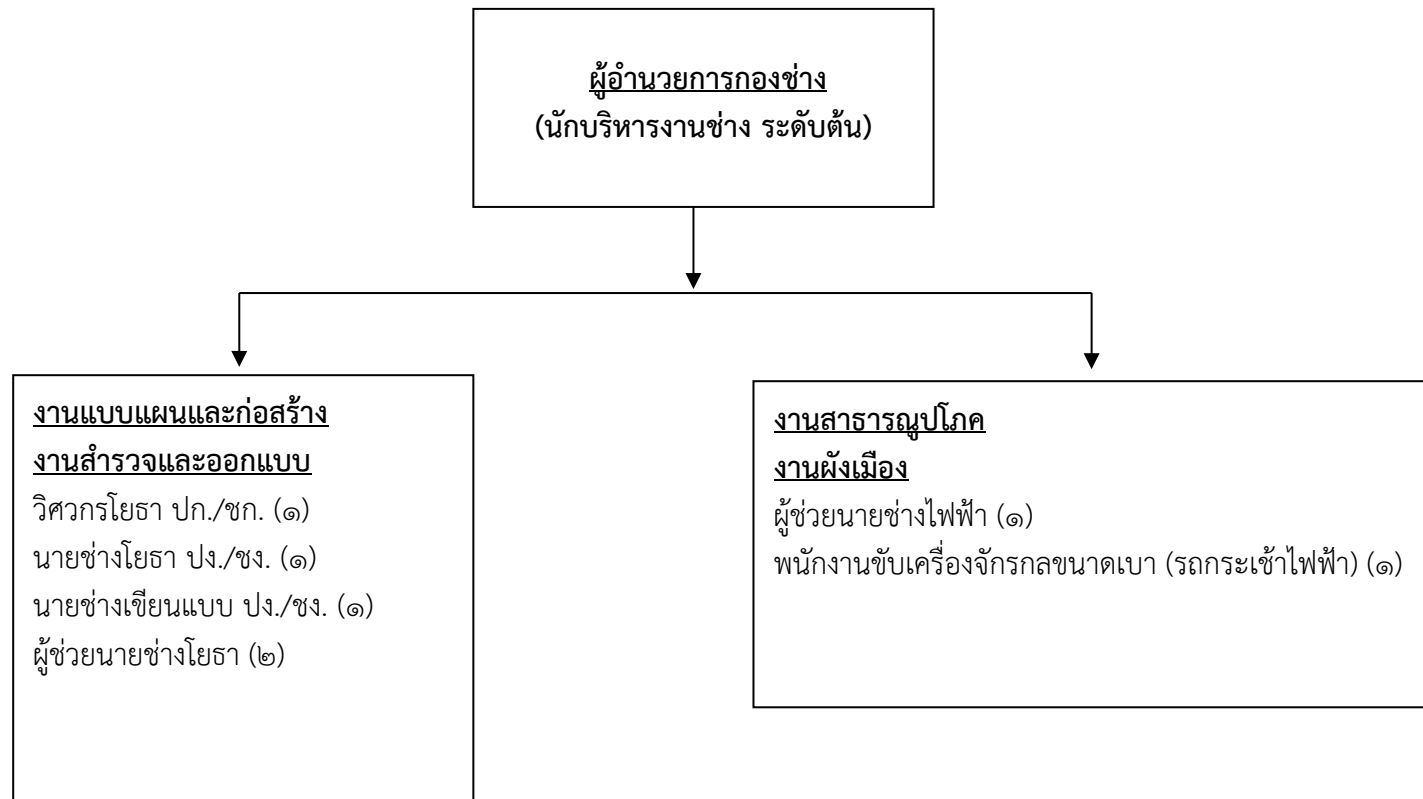 ผู้อำนวยการกองช่าง
(นักบริหารงานช่าง ระดับต้น)
งานแบบแผนและก่อสร้าง
งานสำรวจและออกแบบ
วิศวกรโยธา ปก./ชก. (๑)
นายช่างโยธา ปง./ชง. (๑)
นายช่างเขียนแบบ ปง./ชง. (๑)
ผู้ช่วยนายช่างโยธา (๒)
งานสาธารณูปโภค
งานผังเมือง
ผู้ช่วยนายช่างไฟฟ้า (๑)
พนักงานขับเครื่องจักรกลขนาดเบา (รถกระเช้าไฟฟ้า) (๑)